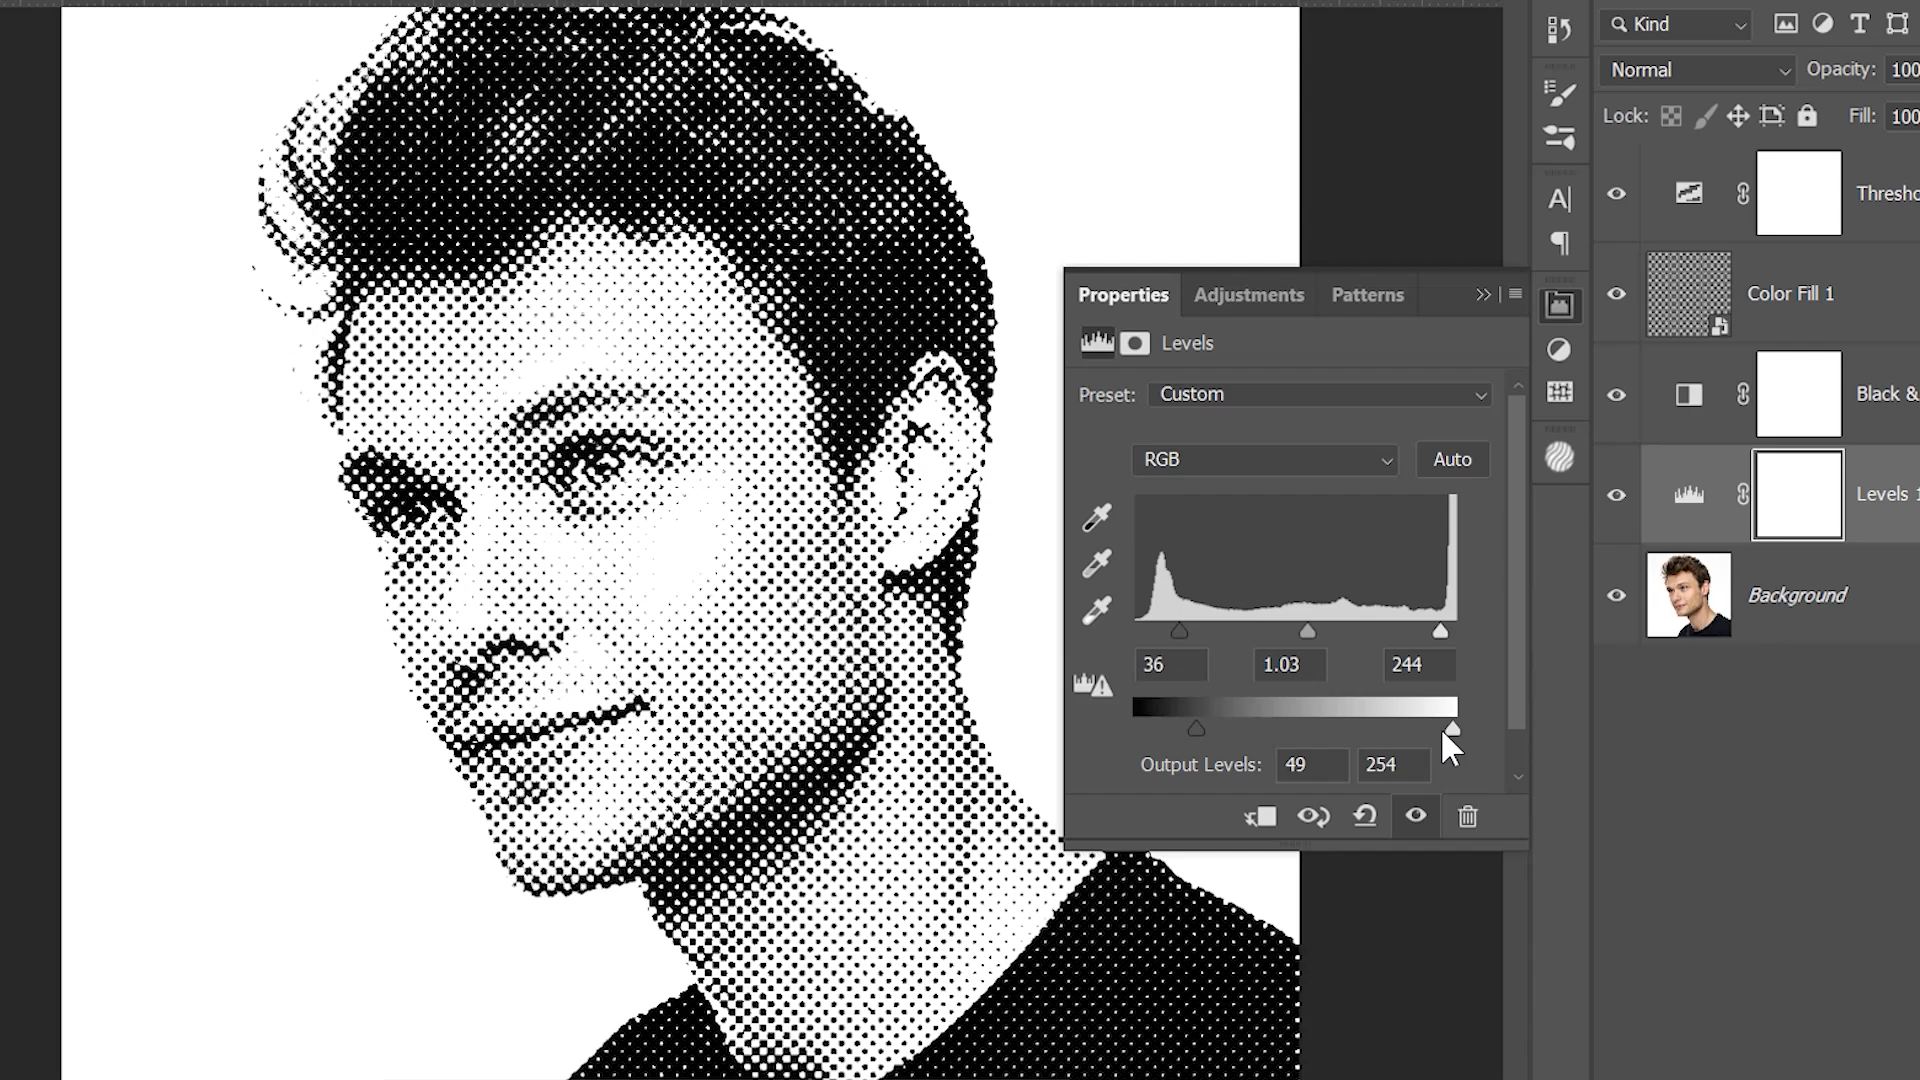 Kind
Normal Opacity: 100
Lock: Fill: 100
Thresho
Color Fill 1
Black &
Levels 1
Background
Properties Adjustments Patterns
Levels
Preset: Custom
RGB Auto
36 1.03 244
Output Levels: 49 254